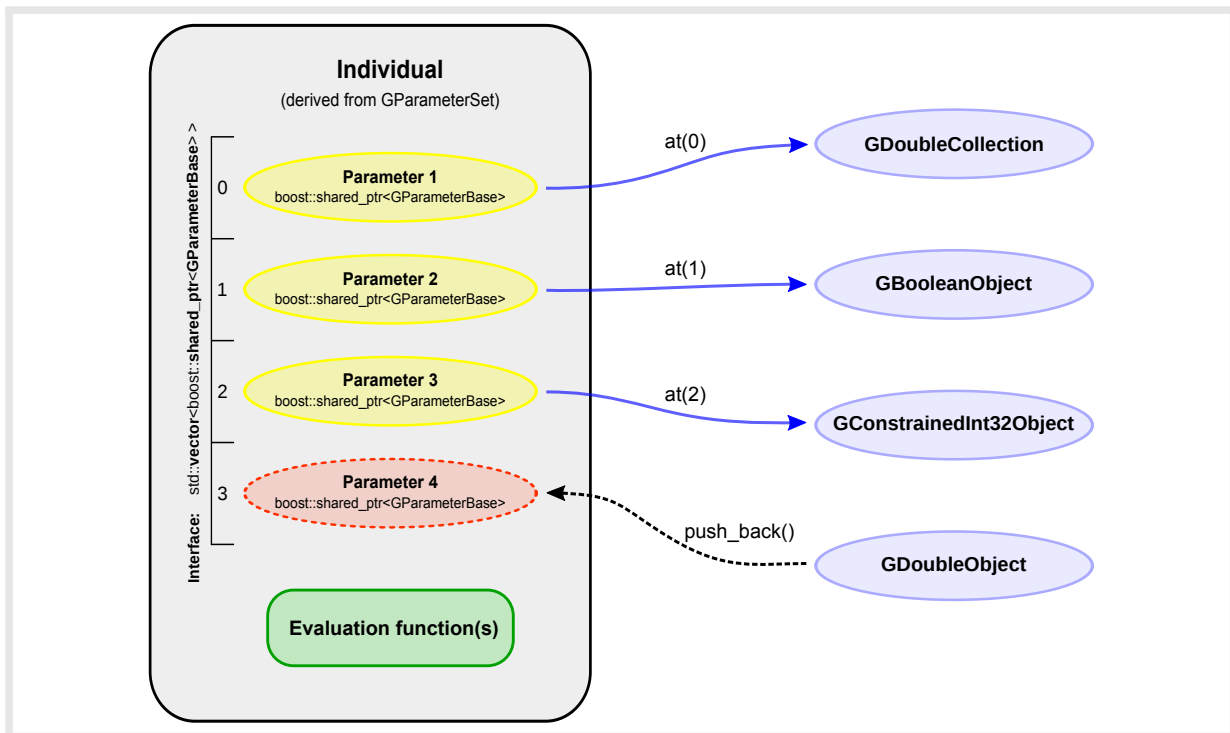 Individual
(derived from GParameterSet)
Interface: std::vector<boost::shared_ptr<GParameterBase> >
0
Parameter 1
boost::shared_ptr<GParameterBase>
at(0)
GDoubleCollection
1
Parameter 2
boost::shared_ptr<GParameterBase>
at(1)
GBooleanObject
2
Parameter 3
boost::shared_ptr<GParameterBase>
at(2)
GConstrainedInt32Object
3
Parameter 4
boost::shared_ptr<GParameterBase>
push_back()
GDoubleObject
Evaluation function(s)